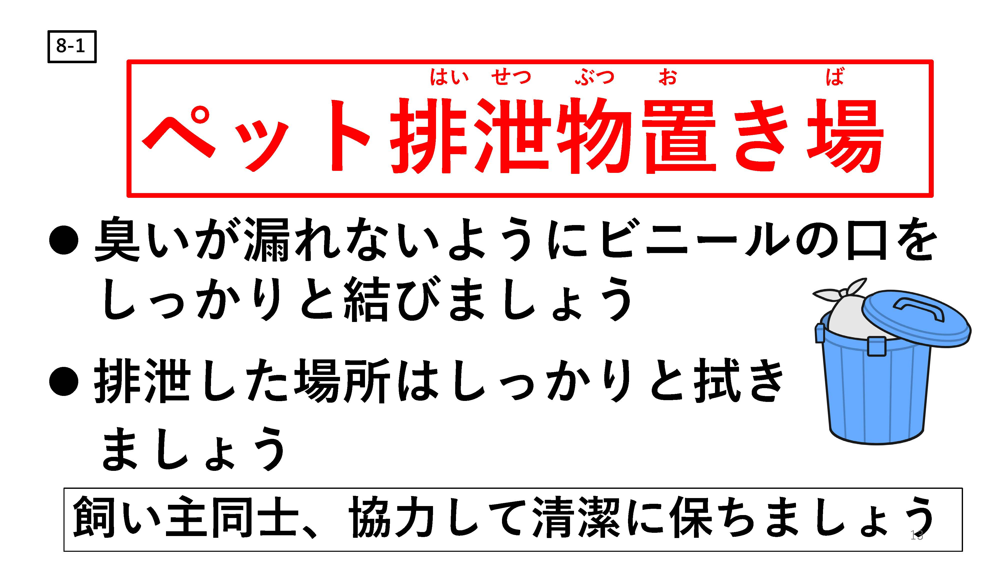 8-1
はい せつ ぶつ お ば
ペット排泄物置き場
● 臭いが漏れないようにビニールの口を
しっかりと結びましょう
● 排泄した場所はしっかりと拭き
ましょう
飼い主同士、協力して清潔に保ちましょう
13